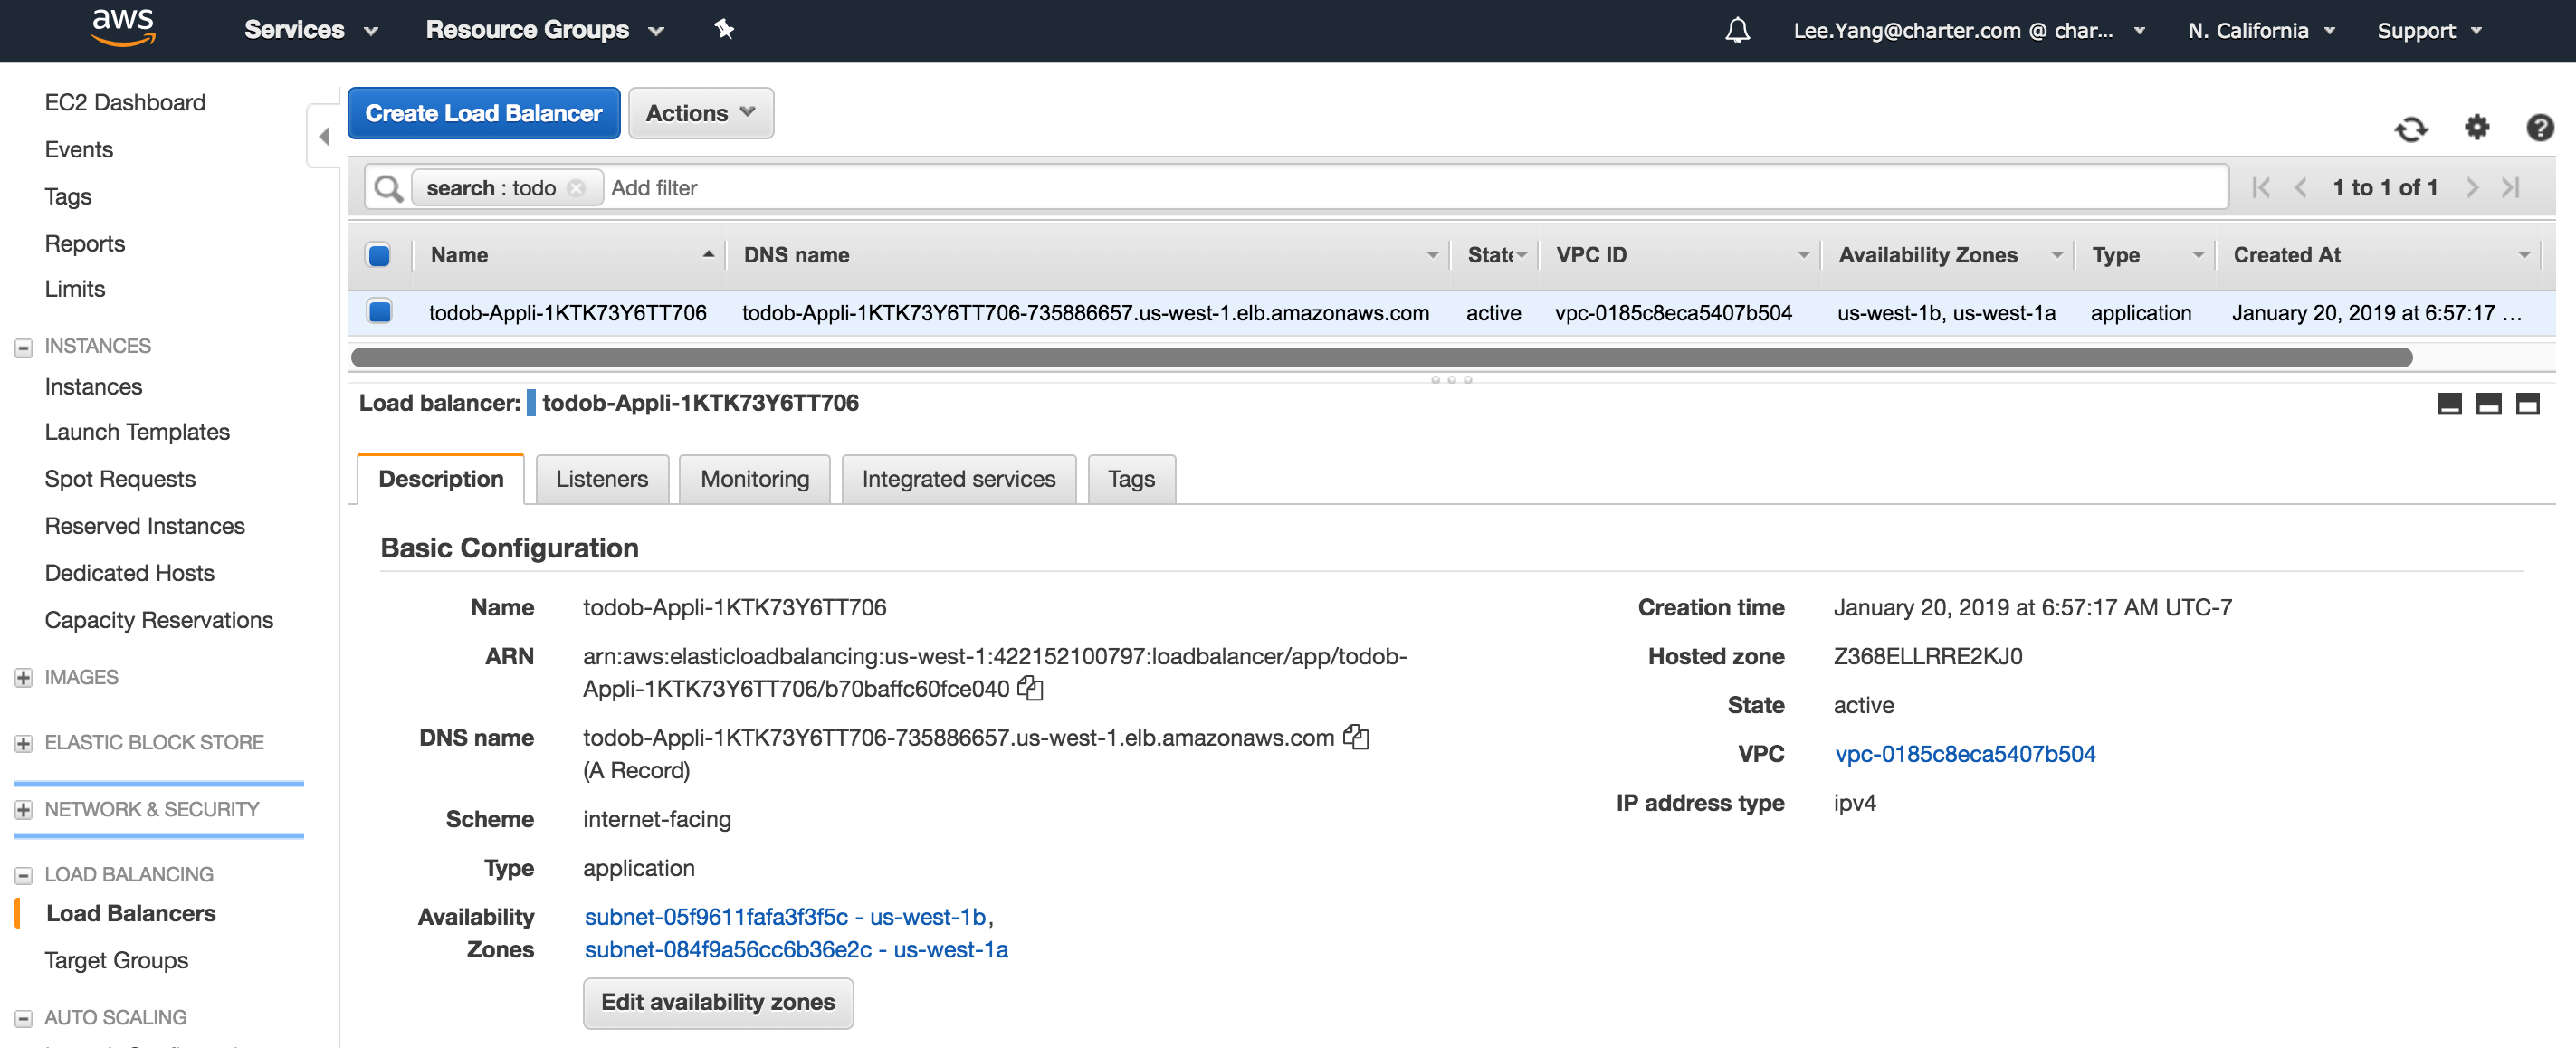 aws Services Resource Groups Lee.Yang@charter.com @ char... N. California Support
EC2 Dashboard
Events
Tags
Reports
Limits
INSTANCES
Instances
Launch Templates
Spot Requests
Reserved Instances
Dedicated Hosts
Capacity Reservations
IMAGES
ELASTIC BLOCK STORE
NETWORK & SECURITY
LOAD BALANCING
Load Balancers
Target Groups
AUTO SCALING
Create Load Balancer Actions
search : todo Add filter 1 to 1 of 1
Name DNS name State VPC ID Availability Zones Type Created At
todob-Appli-1KTK73Y6TT706 todob-Appli-1KTK73Y6TT706-735886657.us-west-1.elb.amazonaws.com active vpc-0185c8eca5407b504 us-west-1b, us-west-1a application January 20, 2019 at 6:57:17 ...
Load balancer: todob-Appli-1KTK73Y6TT706
Description Listeners Monitoring Integrated services Tags
Basic Configuration
Name todob-Appli-1KTK73Y6TT706
ARN arn:aws:elasticloadbalancing:us-west-1:422152100797:loadbalancer/app/todob-
Appli-1KTK73Y6TT706/b70baffc60fce040
DNS name todob-Appli-1KTK73Y6TT706-735886657.us-west-1.elb.amazonaws.com
(A Record)
Scheme internet-facing
Type application
Availability subnet-05f9611fafa3f3f5c - us-west-1b,
Zones subnet-084f9a56cc6b36e2c - us-west-1a
Edit availability zones
Creation time January 20, 2019 at 6:57:17 AM UTC-7
Hosted zone Z368ELLRRE2KJ0
State active
VPC vpc-0185c8eca5407b504
IP address type ipv4